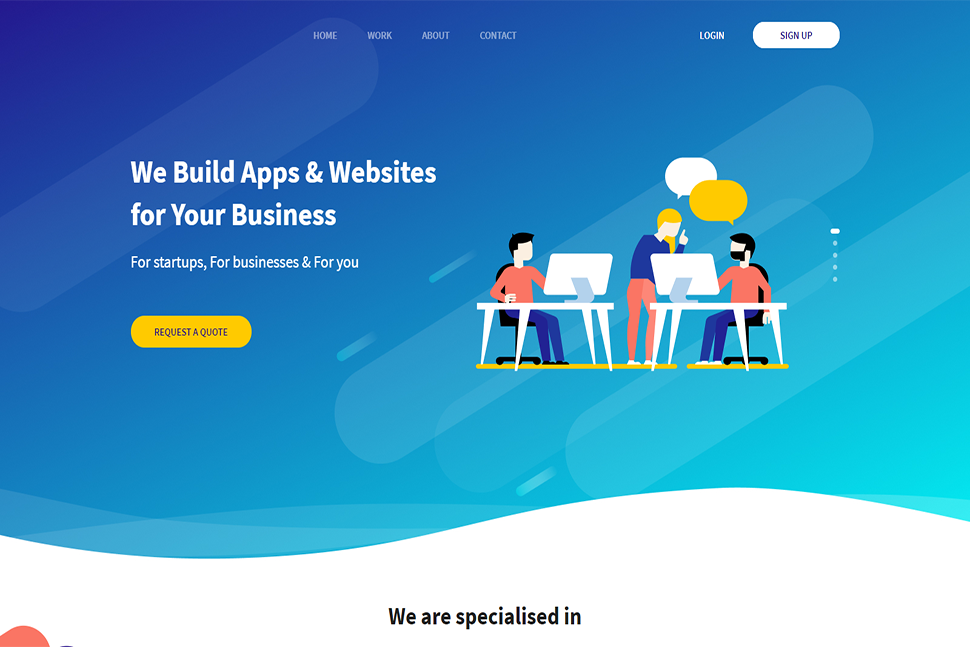 HOME WORK ABOUT CONTACT LOGIN SIGN UP
We Build Apps & Websites
for Your Business
For startups, For businesses & For you
REQUEST A QUOTE
We are specialised in